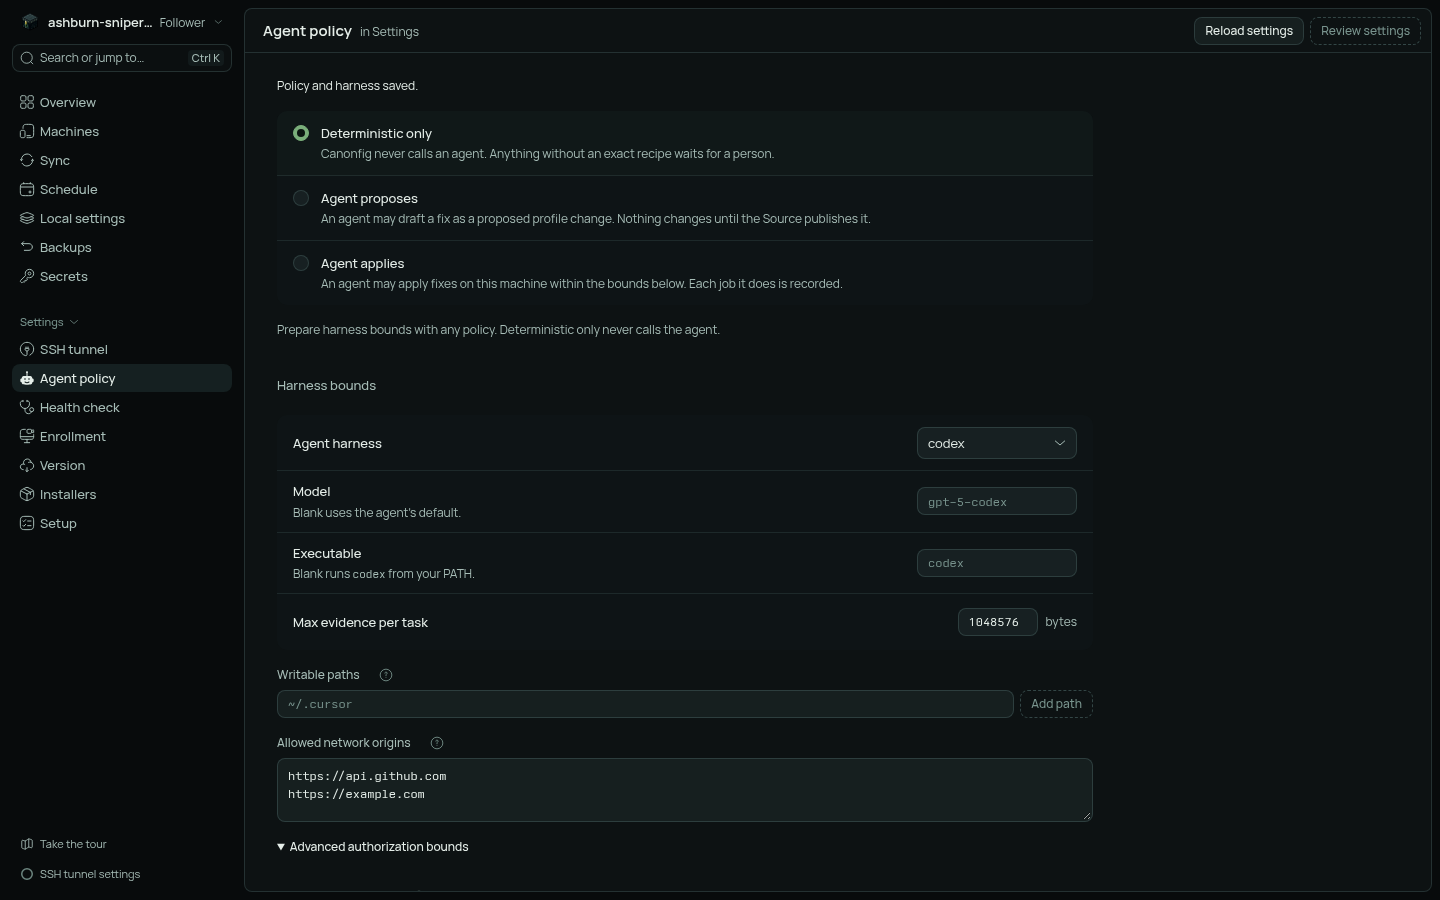 ashburn-sniper... Follower
Search or jump to... Ctrl K
Overview
Machines
Sync
Schedule
Local settings
Backups
Secrets
Settings
SSH tunnel
Agent policy
Health check
Enrollment
Version
Installers
Setup
Take the tour
SSH tunnel settings
Agent policy in Settings
Reload settings
Review settings
Policy and harness saved.
Deterministic only
Canonfig never calls an agent. Anything without an exact recipe waits for a person.
Agent proposes
An agent may draft a fix as a proposed profile change. Nothing changes until the Source publishes it.
Agent applies
An agent may apply fixes on this machine within the bounds below. Each job it does is recorded.
Prepare harness bounds with any policy. Deterministic only never calls the agent.
Harness bounds
Agent harness
codex
Model
Blank uses the agent's default.
gpt-5-codex
Executable
Blank runs codex from your PATH.
codex
Max evidence per task
1048576 bytes
Writable paths ?
~/.cursor
Add path
Allowed network origins ?
https://api.github.com
https://example.com
Advanced authorization bounds